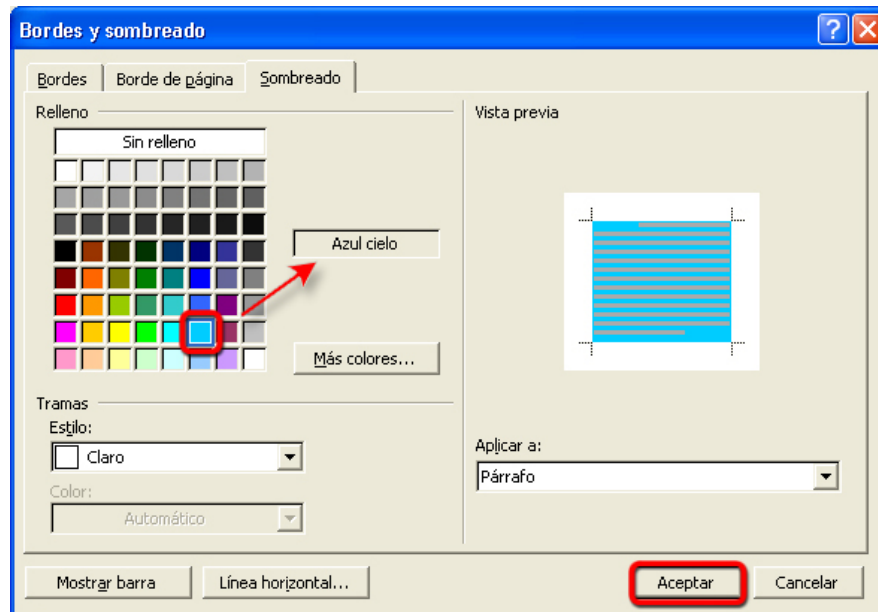 Bordes y sombreado
Bordes
Borde de página
Sombreado
Relleno
Sin relleno
Azul cielo
Más colores...
Tramas
Estilo:
Claro
Color:
Automático
Vista previa
Aplicar a:
Párrafo
Mostrar barra
Línea horizontal...
Aceptar
Cancelar